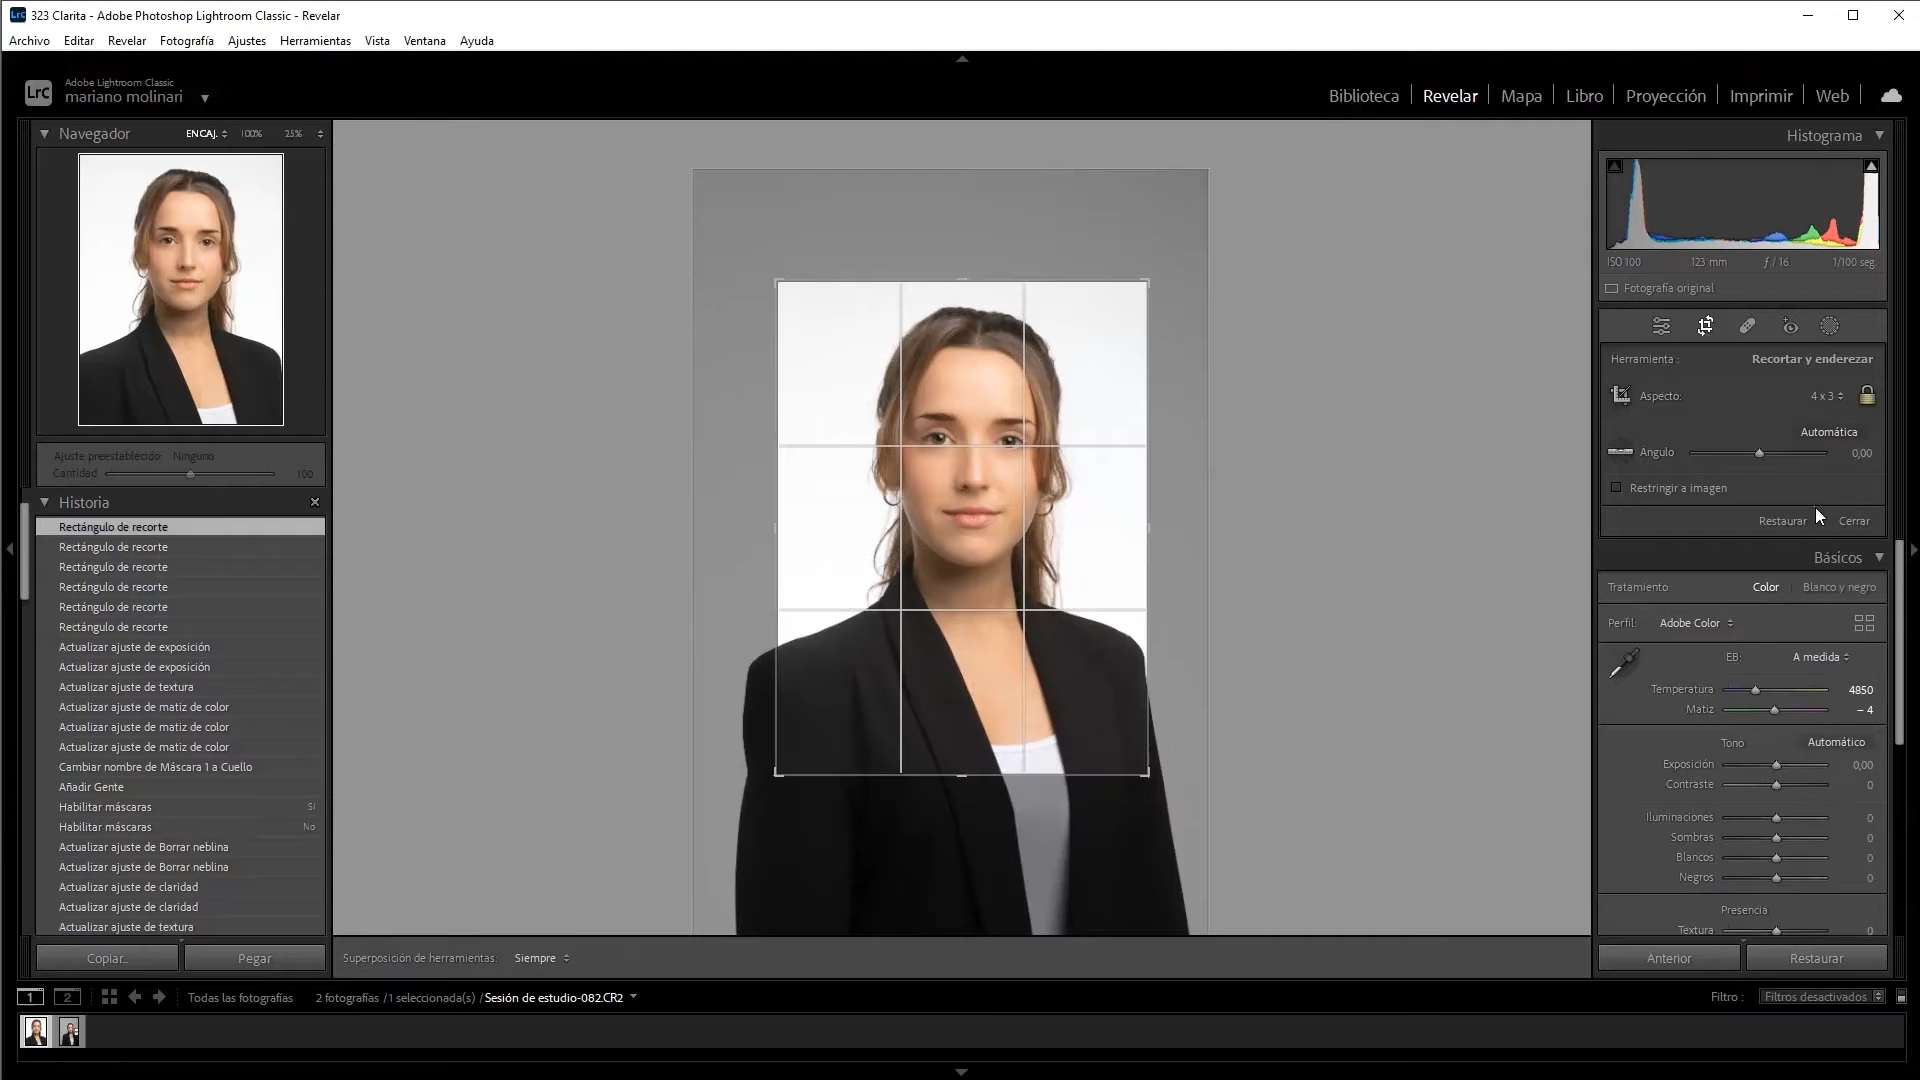 323 Clarita - Adobe Photoshop Lightroom Classic - Revelar
Archivo Editar Revelar Fotografía Ajustes Herramientas Vista Ventana Ayuda
LrC Adobe Lightroom Classic
mariano molinari
Biblioteca Revelar Mapa Libro Proyección Imprimir Web
Navegador ENCAJ. 100% 25%
Ajuste preestablecido: Ninguno
Cantidad 100
Historia
Rectángulo de recorte
Rectángulo de recorte
Rectángulo de recorte
Rectángulo de recorte
Rectángulo de recorte
Rectángulo de recorte
Actualizar ajuste de exposición
Actualizar ajuste de exposición
Actualizar ajuste de textura
Actualizar ajuste de matiz de color
Actualizar ajuste de matiz de color
Actualizar ajuste de matiz de color
Cambiar nombre de Máscara 1 a Cuello
Añadir Gente
Habilitar máscaras SI
Habilitar máscaras No
Actualizar ajuste de Borrar neblina
Actualizar ajuste de Borrar neblina
Actualizar ajuste de claridad
Actualizar ajuste de claridad
Actualizar ajuste de textura
Copiar... Pegar
Superposición de herramientas: Siempre
Histograma
ISO 100 123 mm ƒ / 16 1/100 seg.
Fotografía original
Herramienta : Recortar y enderezar
Aspecto: 4 x 3
Automática
Ángulo 0,00
Restringir a imagen
Restaurar Cerrar
Básicos
Tratamiento: Color Blanco y negro
Perfil: Adobe Color
EB: A medida
Temperatura 4850
Matiz – 4
Tono Automático
Exposición 0,00
Contraste 0
Iluminaciones 0
Sombras 0
Blancos 0
Negros 0
Presencia
Textura 0
Anterior Restaurar
1 2 Todas las fotografías 2 fotografías /1 seleccionada(s) /Sesión de estudio-082.CR2
Filtro : Filtros desactivados